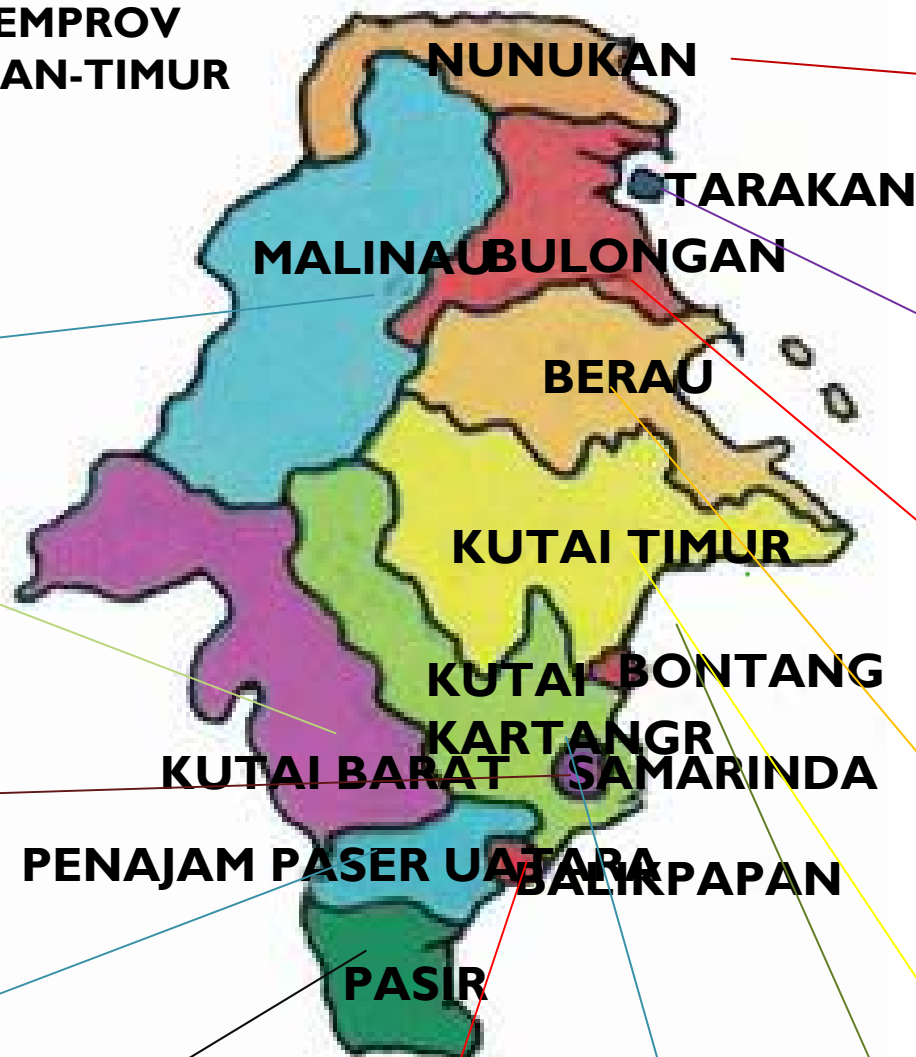 EMPROV
AN-TIMUR
NUNUKAN
TARAKAN
MALINAU
BULONGAN
BERAU
KUTAI TIMUR
BONTANG
KUTAI
KARTANGR
KUTAI BARAT
SAMARINDA
PENAJAM PASER UATARA
BALIKPAPAN
PASIR